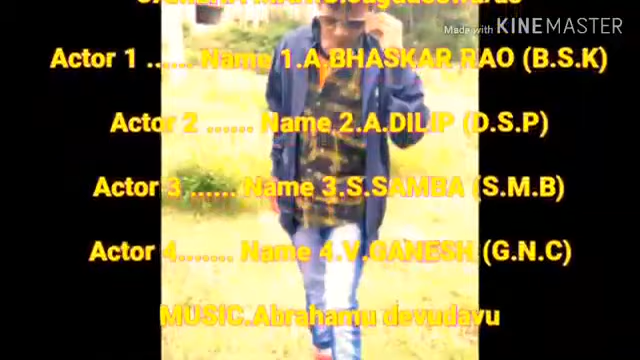 Made with KINEMASTER
Actor 1 ...... Name 1.A.BHASKAR RAO (B.S.K)
Actor 2 ...... Name 2.A.DILIP (D.S.P)
Actor 3 ...... Name 3.S.SAMBA (S.M.B)
Actor 4....... Name 4.V.GANESH (G.N.C)
MUSIC.Abrahamu devudavu